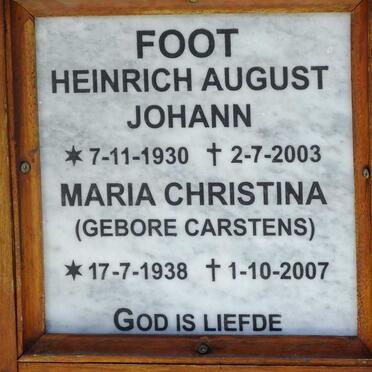 FOOT
HEINRICH AUGUST
JOHANN
✶ 7-11-1930 † 2-7-2003
MARIA CHRISTINA
(GEBORE CARSTENS)
✶ 17-7-1938 † 1-10-2007
GOD IS LIEFDE